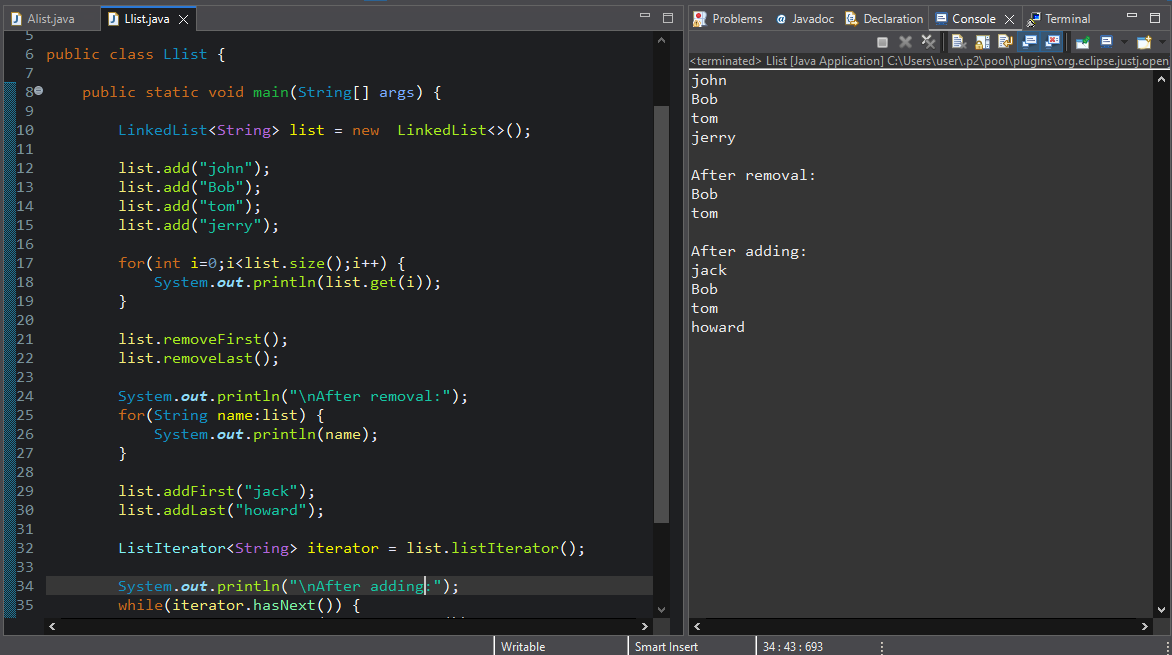 Alist.java
Llist.java
5
6 public class Llist {
7
8 public static void main(String[] args) {
9
10 LinkedList<String> list = new  LinkedList<>();
11
12 list.add("john");
13 list.add("Bob");
14 list.add("tom");
15 list.add("jerry");
16
17 for(int i=0;i<list.size();i++) {
18 System.out.println(list.get(i));
19 }
20
21 list.removeFirst();
22 list.removeLast();
23
24 System.out.println("\nAfter removal:");
25 for(String name:list) {
26 System.out.println(name);
27 }
28
29 list.addFirst("jack");
30 list.addLast("howard");
31
32 ListIterator<String> iterator = list.listIterator();
33
34 System.out.println("\nAfter adding:");
35 while(iterator.hasNext()) {
Problems @ Javadoc Declaration Console Terminal
<terminated> Llist [Java Application] C:\Users\user\.p2\pool\plugins\org.eclipse.justj.open
john
Bob
tom
jerry
After removal:
Bob
tom
After adding:
jack
Bob
tom
howard
Writable Smart Insert 34 : 43 : 693